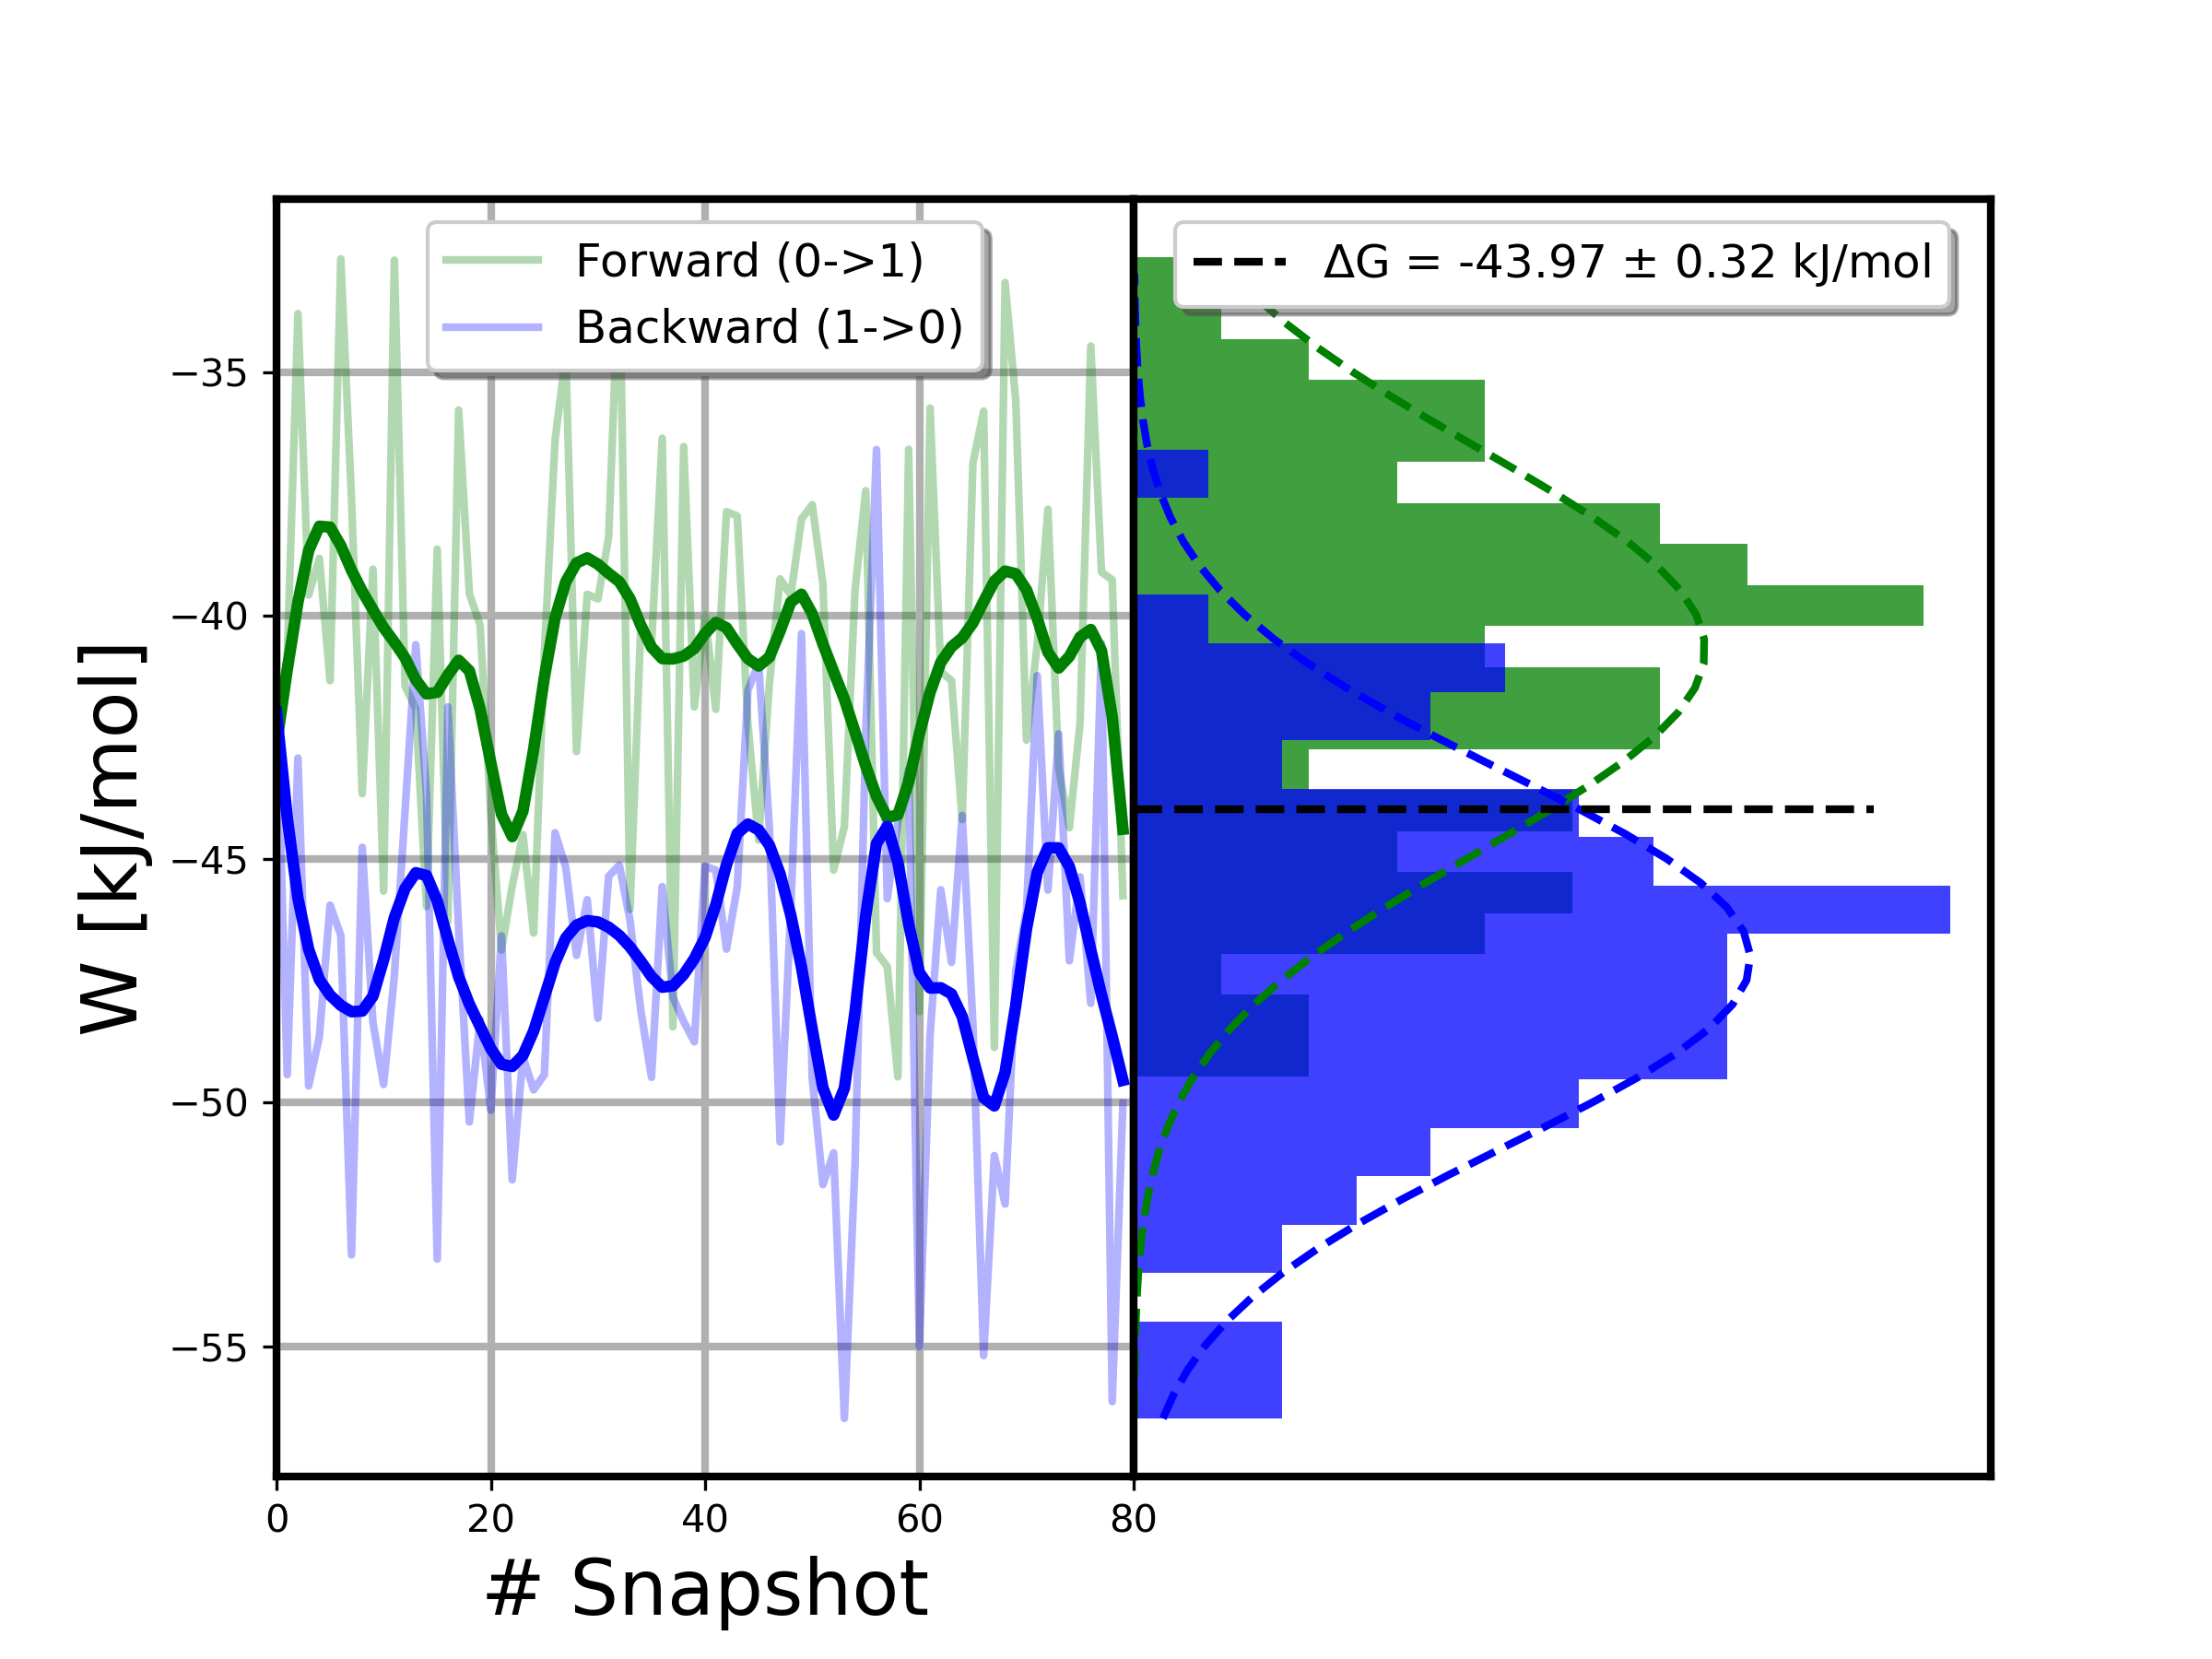 Forward (0->1)
Backward (1->0)
ΔG = -43.97 ± 0.32 kJ/mol
W [kJ/mol]
−35
−40
−45
−50
−55
0 20 40 60 80
# Snapshot